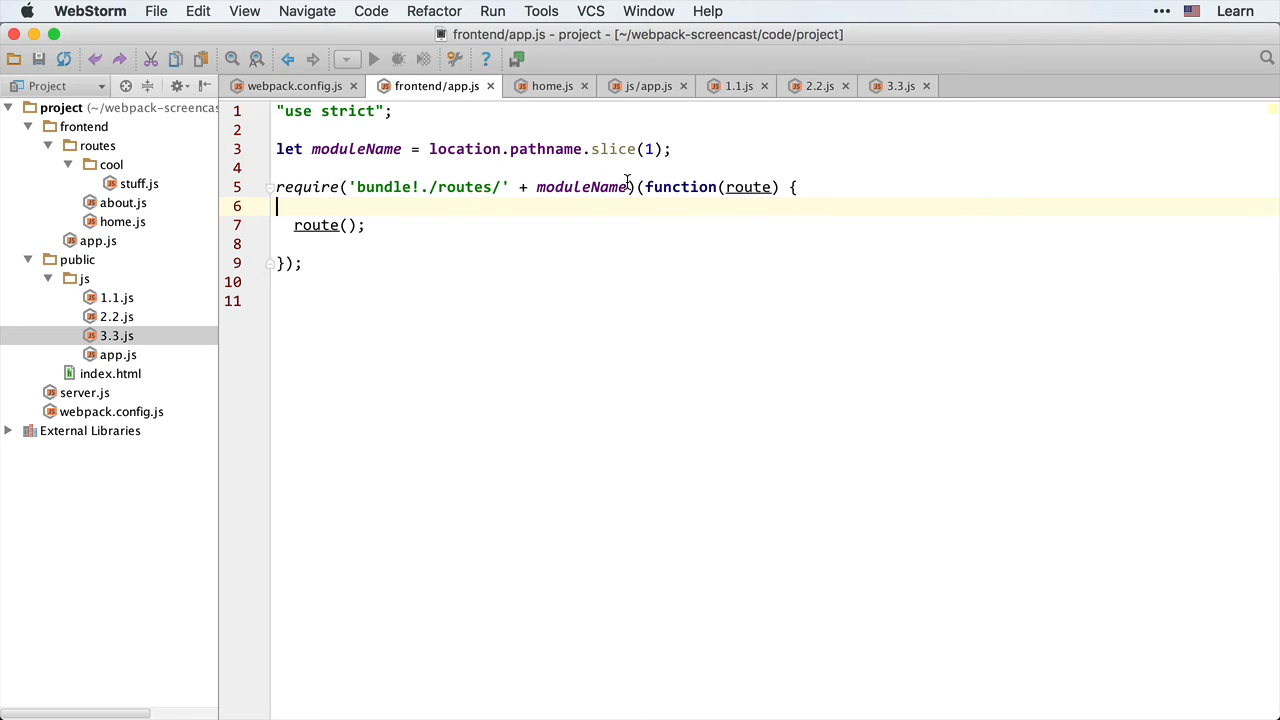 WebStorm File Edit View Navigate Code Refactor Run Tools VCS Window Help ••• Learn
frontend/app.js - project - [~/webpack-screencast/code/project]
Project webpack.config.js frontend/app.js home.js js/app.js 1.1.js 2.2.js 3.3.js
project (~/webpack-screencas
frontend
routes
cool
stuff.js
about.js
home.js
app.js
public
js
1.1.js
2.2.js
3.3.js
app.js
index.html
server.js
webpack.config.js
External Libraries
1 "use strict";
2
3 let moduleName = location.pathname.slice(1);
4
5 require('bundle!./routes/' + moduleName)(function(route) {
6
7 route();
8
9 });
10
11